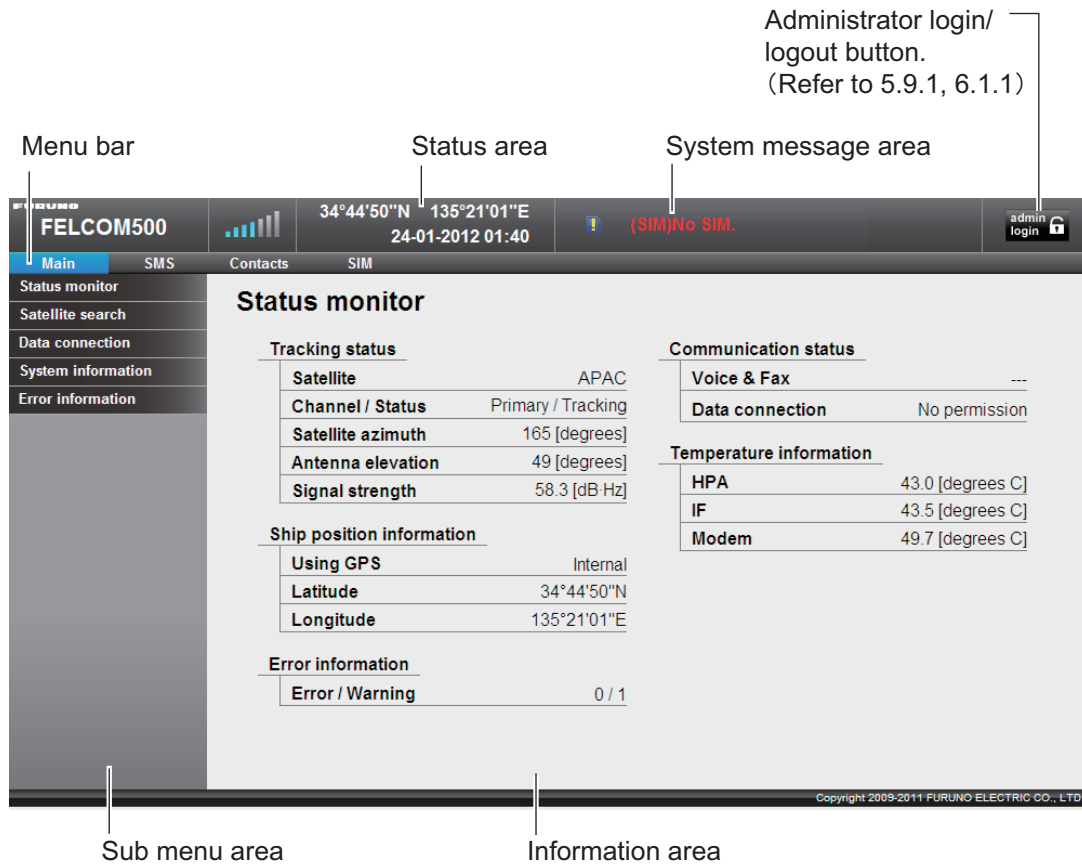 Administrator login/
logout button.
（Refer to 5.9.1, 6.1.1）
Menu bar
Status area
System message area
FURUNO
FELCOM500
34°44'50"N 135°21'01"E
24-01-2012 01:40
(SIM)No SIM.
admin
login
Main SMS Contacts SIM
Status monitor
Satellite search
Data connection
System information
Error information
Status monitor
Tracking status
Satellite APAC
Channel / Status Primary / Tracking
Satellite azimuth 165 [degrees]
Antenna elevation 49 [degrees]
Signal strength 58.3 [dB·Hz]
Ship position information
Using GPS Internal
Latitude 34°44'50"N
Longitude 135°21'01"E
Error information
Error / Warning 0 / 1
Communication status
Voice & Fax ---
Data connection No permission
Temperature information
HPA 43.0 [degrees C]
IF 43.5 [degrees C]
Modem 49.7 [degrees C]
Copyright 2009-2011 FURUNO ELECTRIC CO., LTD
Sub menu area
Information area